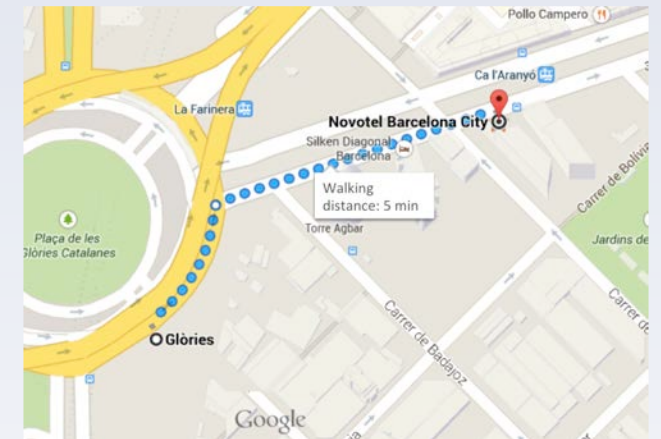 Pollo Campero
Ca l'Aranyó
La Farinera
Novotel Barcelona City
Silken Diagonal
Barcelona
Walking
distance: 5 min
Carrer de Bolívia
Torre Agbar
Plaça de les
Glòries Catalanes
Jardins de
Carrer de
Carrer de Badajoz
Glòries
Google